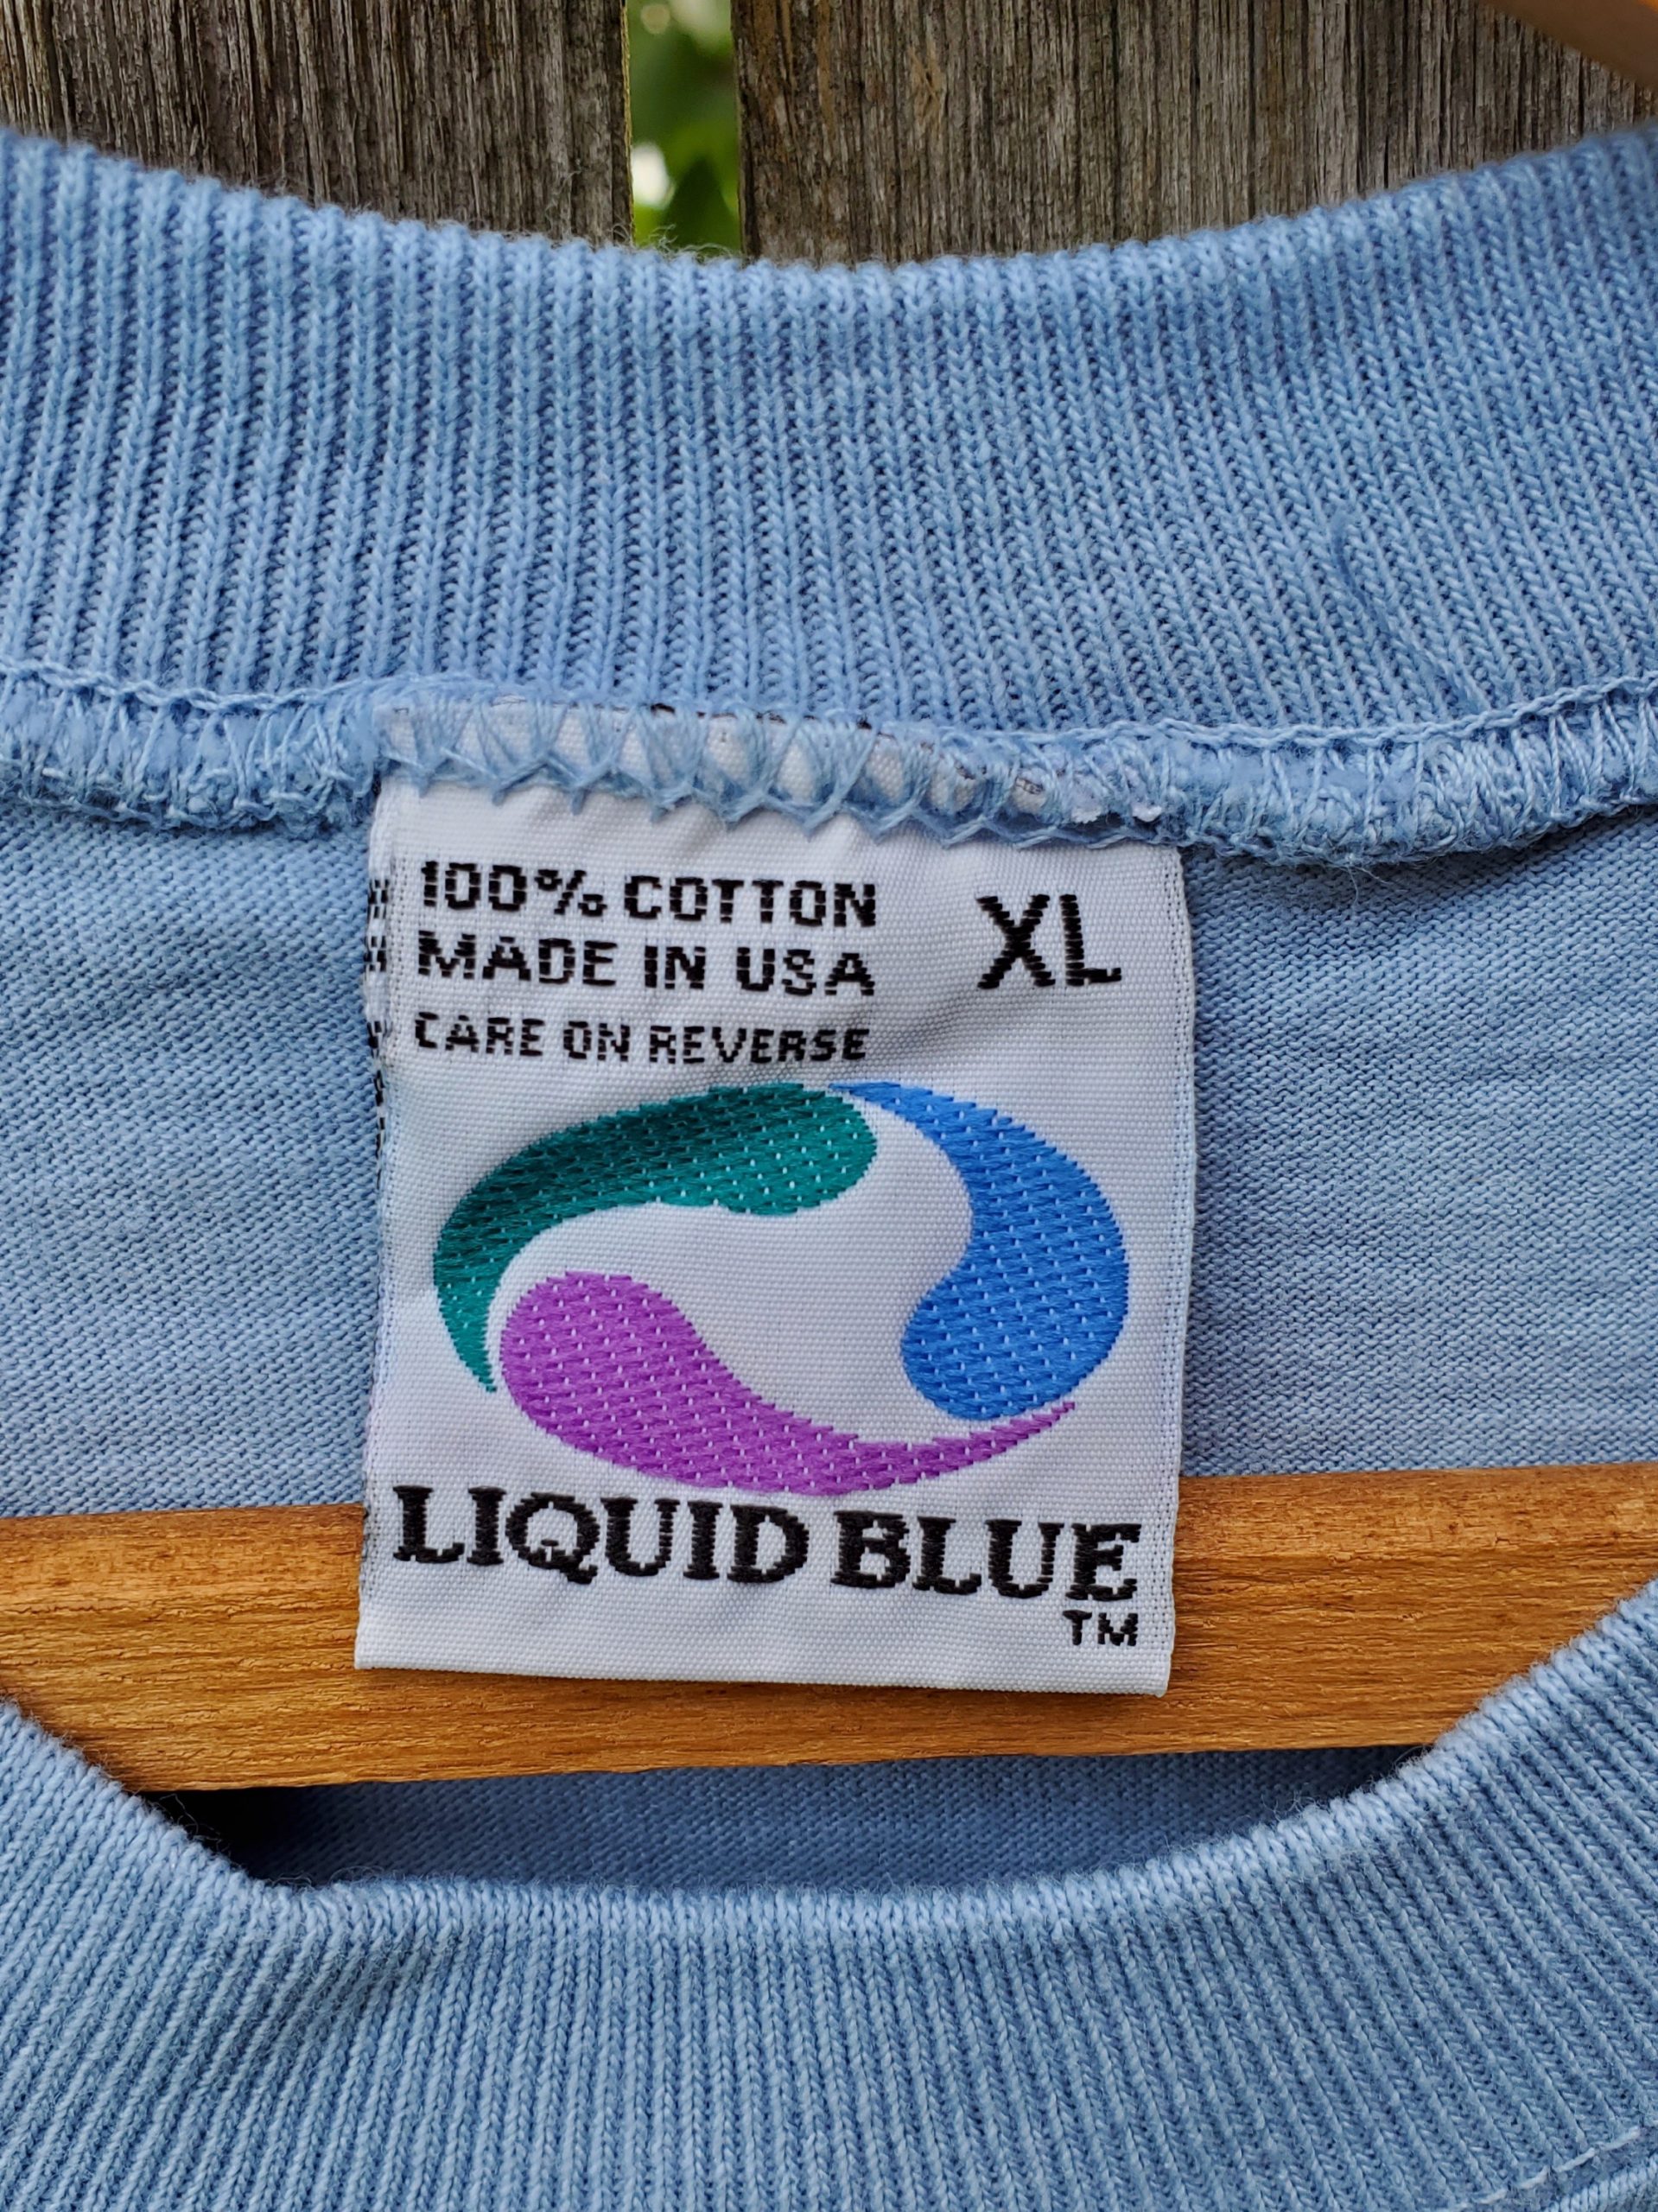 100% COTTON XL
MADE IN USA
CARE ON REVERSE
LIQUID BLUE
TM